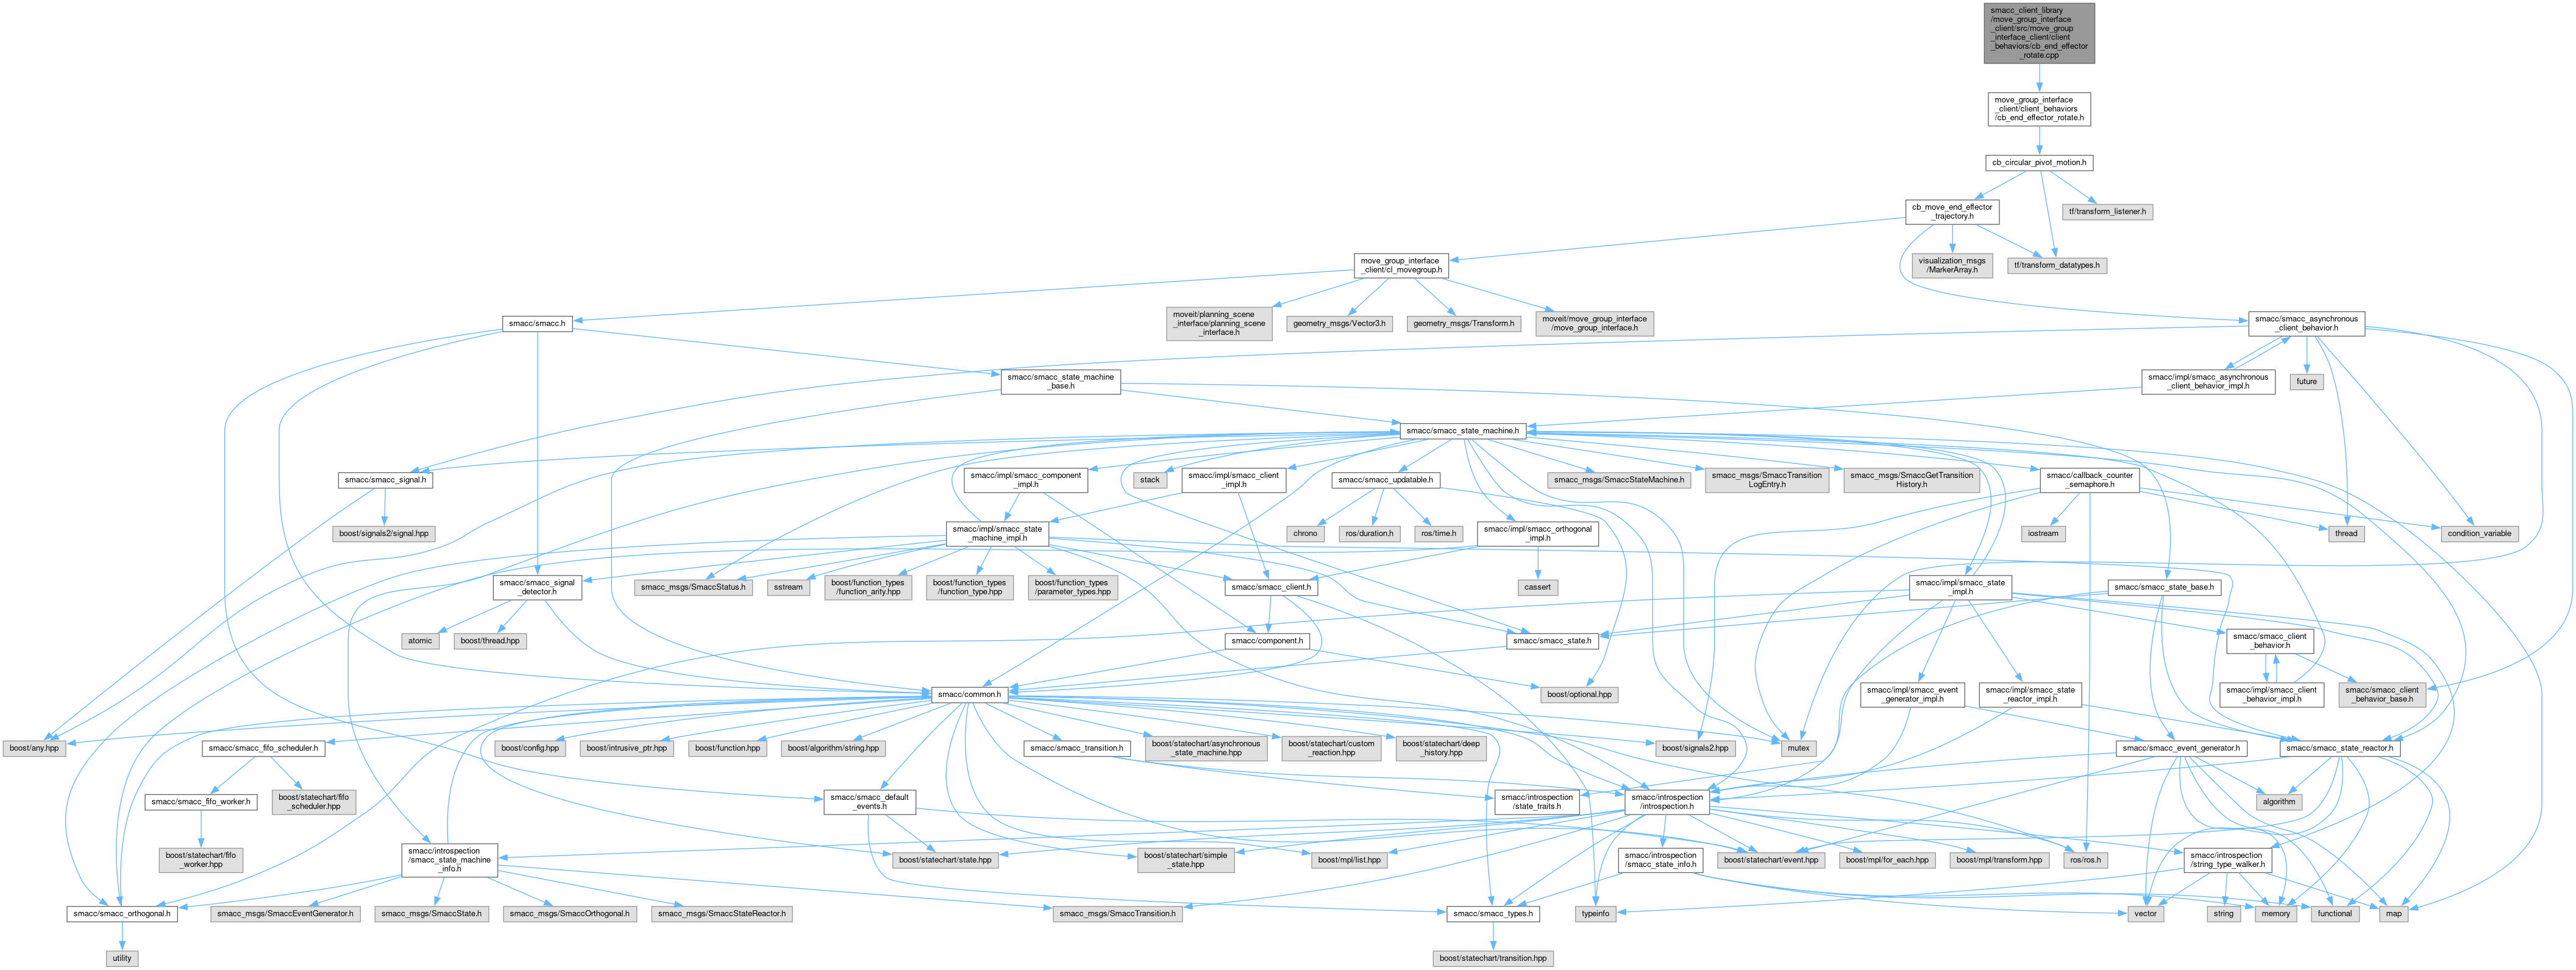 smacc_client_library
/move_group_interface
_client/src/move_group
_interface_client/client
_behaviors/cb_end_effector
_rotate.cpp
move_group_interface
_client/client_behaviors
/cb_end_effector_rotate.h
cb_circular_pivot_motion.h
cb_move_end_effector
_trajectory.h
tf/transform_listener.h
move_group_interface
_client/cl_movegroup.h
visualization_msgs
/MarkerArray.h
tf/transform_datatypes.h
smacc/smacc.h
moveit/planning_scene
_interface/planning_scene
_interface.h
geometry_msgs/Vector3.h
geometry_msgs/Transform.h
moveit/move_group_interface
/move_group_interface.h
smacc/smacc_asynchronous
_client_behavior.h
smacc/smacc_state_machine
_base.h
smacc/impl/smacc_asynchronous
_client_behavior_impl.h
future
smacc/smacc_state_machine.h
smacc/smacc_signal.h
smacc/impl/smacc_component
_impl.h
stack
smacc/impl/smacc_client
_impl.h
smacc/smacc_updatable.h
smacc_msgs/SmaccStateMachine.h
smacc_msgs/SmaccTransition
LogEntry.h
smacc_msgs/SmaccGetTransition
History.h
smacc/callback_counter
_semaphore.h
boost/signals2/signal.hpp
smacc/impl/smacc_state
_machine_impl.h
chrono
ros/duration.h
ros/time.h
smacc/impl/smacc_orthogonal
_impl.h
iostream
thread
condition_variable
smacc/smacc_signal
_detector.h
smacc_msgs/SmaccStatus.h
sstream
boost/function_types
/function_arity.hpp
boost/function_types
/function_type.hpp
boost/function_types
/parameter_types.hpp
smacc/smacc_client.h
cassert
smacc/impl/smacc_state
_impl.h
smacc/smacc_state_base.h
atomic
boost/thread.hpp
smacc/component.h
smacc/smacc_state.h
smacc/smacc_client
_behavior.h
smacc/common.h
boost/optional.hpp
smacc/impl/smacc_event
_generator_impl.h
smacc/impl/smacc_state
_reactor_impl.h
smacc/impl/smacc_client
_behavior_impl.h
smacc/smacc_client
_behavior_base.h
boost/any.hpp
smacc/smacc_fifo_scheduler.h
boost/config.hpp
boost/intrusive_ptr.hpp
boost/function.hpp
boost/algorithm/string.hpp
smacc/smacc_transition.h
boost/statechart/asynchronous
_state_machine.hpp
boost/statechart/custom
_reaction.hpp
boost/statechart/deep
_history.hpp
boost/signals2.hpp
mutex
smacc/smacc_event_generator.h
smacc/smacc_state_reactor.h
smacc/smacc_fifo_worker.h
boost/statechart/fifo
_scheduler.hpp
smacc/smacc_default
_events.h
smacc/introspection
/state_traits.h
smacc/introspection
/introspection.h
algorithm
boost/statechart/fifo
_worker.hpp
smacc/introspection
/smacc_state_machine
_info.h
boost/statechart/state.hpp
boost/statechart/simple
_state.hpp
boost/mpl/list.hpp
smacc/introspection
/smacc_state_info.h
boost/statechart/event.hpp
boost/mpl/for_each.hpp
boost/mpl/transform.hpp
ros/ros.h
smacc/introspection
/string_type_walker.h
smacc/smacc_orthogonal.h
smacc_msgs/SmaccEventGenerator.h
smacc_msgs/SmaccState.h
smacc_msgs/SmaccOrthogonal.h
smacc_msgs/SmaccStateReactor.h
smacc_msgs/SmaccTransition.h
smacc/smacc_types.h
typeinfo
vector
string
memory
functional
map
utility
boost/statechart/transition.hpp